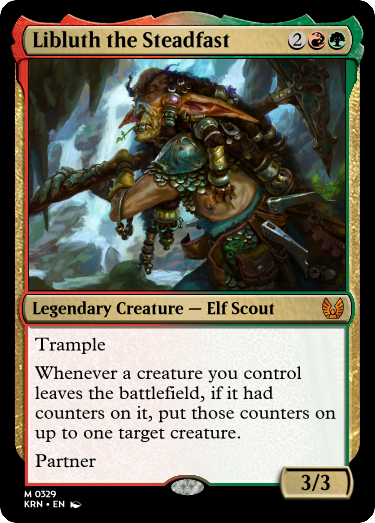 Libluth the Steadfast 2
Legendary Creature — Elf Scout
Trample
Whenever a creature you control
leaves the battlefield, if it had
counters on it, put those counters on
up to one target creature.
Partner
3/3
M 0329
KRN • EN